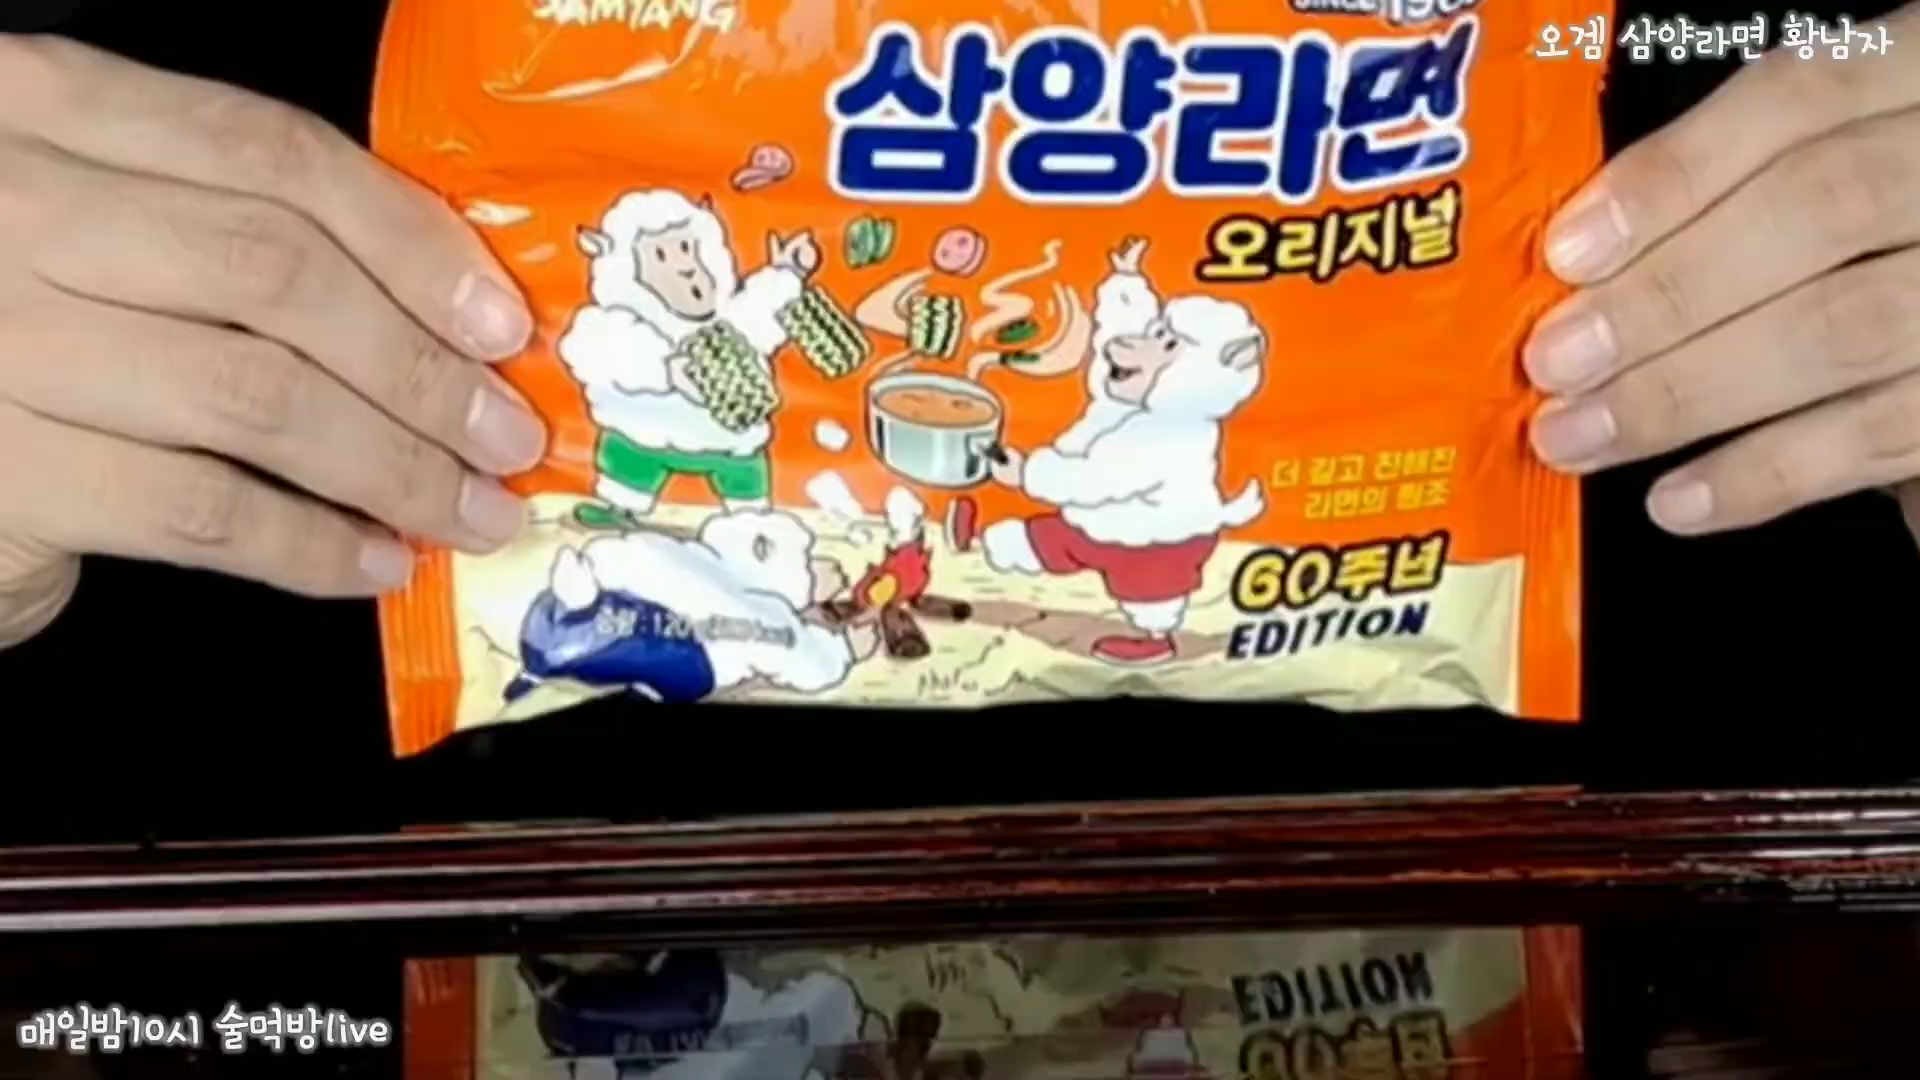 SAMYANG
오겜 삼양라면 황남자
삼양라면
오리지널
더 깊고 진해진
라면의 원조
60주년
EDITION
매일밤10시 술먹방live